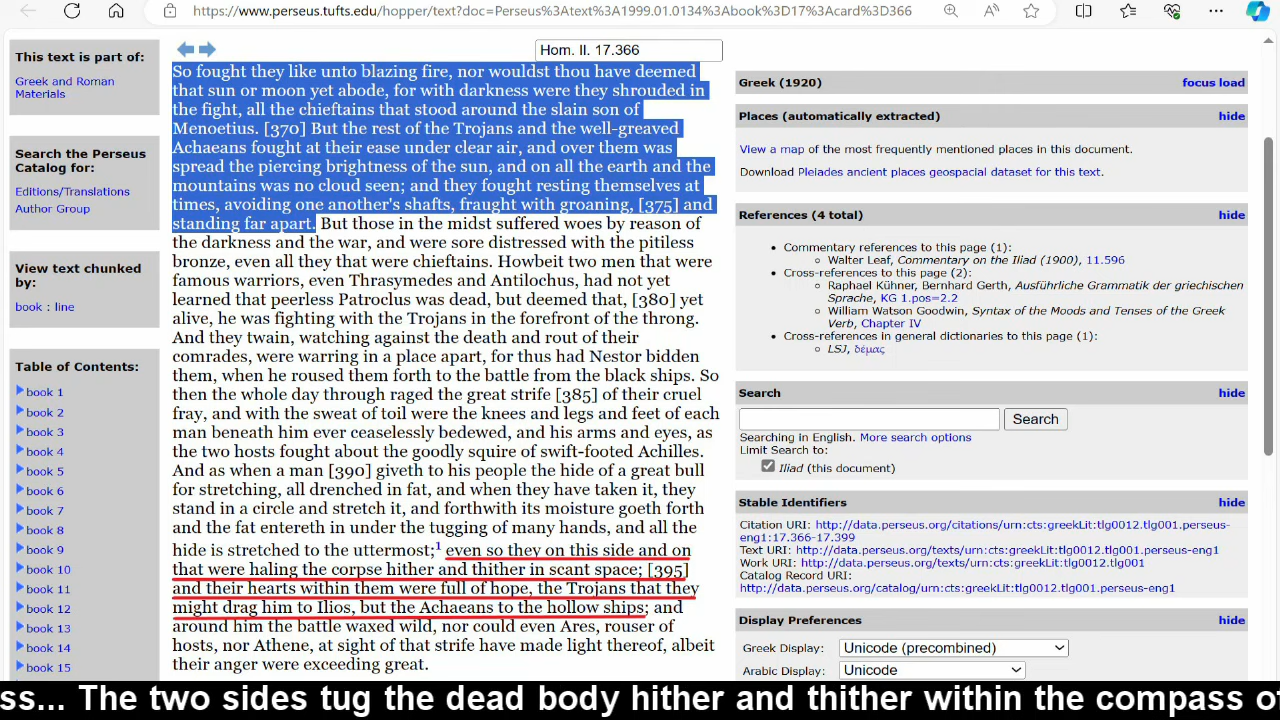 https://www.perseus.tufts.edu/hopper/text?doc=Perseus%3Atext%3A1999.01.0134%3Abook%3D17%3Acard%3D366
This text is part of:
Greek and Roman
Materials
Search the Perseus
Catalog for:
Editions/Translations
Author Group
View text chunked
by:
book : line
Table of Contents:
book 1
book 2
book 3
book 4
book 5
book 6
book 7
book 8
book 9
book 10
book 11
book 12
book 13
book 14
book 15
Hom. Il. 17.366
So fought they like unto blazing fire, nor wouldst thou have deemed
that sun or moon yet abode, for with darkness were they shrouded in
the fight, all the chieftains that stood around the slain son of
Menoetius. [370] But the rest of the Trojans and the well-greaved
Achaeans fought at their ease under clear air, and over them was
spread the piercing brightness of the sun, and on all the earth and the
mountains was no cloud seen; and they fought resting themselves at
times, avoiding one another's shafts, fraught with groaning, [375] and
standing far apart. But those in the midst suffered woes by reason of
the darkness and the war, and were sore distressed with the pitiless
bronze, even all they that were chieftains. Howbeit two men that were
famous warriors, even Thrasymedes and Antilochus, had not yet
learned that peerless Patroclus was dead, but deemed that, [380] yet
alive, he was fighting with the Trojans in the forefront of the throng.
And they twain, watching against the death and rout of their
comrades, were warring in a place apart, for thus had Nestor bidden
them, when he roused them forth to the battle from the black ships. So
then the whole day through raged the great strife [385] of their cruel
fray, and with the sweat of toil were the knees and legs and feet of each
man beneath him ever ceaselessly bedewed, and his arms and eyes, as
the two hosts fought about the goodly squire of swift-footed Achilles.
And as when a man [390] giveth to his people the hide of a great bull
for stretching, all drenched in fat, and when they have taken it, they
stand in a circle and stretch it, and forthwith its moisture goeth forth
and the fat entereth in under the tugging of many hands, and all the
hide is stretched to the uttermost;1 even so they on this side and on
that were haling the corpse hither and thither in scant space; [395]
and their hearts within them were full of hope, the Trojans that they
might drag him to Ilios, but the Achaeans to the hollow ships; and
around him the battle waxed wild, nor could even Ares, rouser of
hosts, nor Athene, at sight of that strife have made light thereof, albeit
their anger were exceeding great.
Greek (1920) focus load
Places (automatically extracted) hide
View a map of the most frequently mentioned places in this document.
Download Pleiades ancient places geospacial dataset for this text.
References (4 total) hide
Commentary references to this page (1):
Walter Leaf, Commentary on the Iliad (1900), 11.596
Cross-references to this page (2):
Raphael Kühner, Bernhard Gerth, Ausführliche Grammatik der griechischen
Sprache, KG 1.pos=2.2
William Watson Goodwin, Syntax of the Moods and Tenses of the Greek
Verb, Chapter IV
Cross-references in general dictionaries to this page (1):
LSJ, δέμας
Search hide
Search
Searching in English. More search options
Limit Search to:
Iliad (this document)
Stable Identifiers hide
Citation URI: http://data.perseus.org/citations/urn:cts:greekLit:tlg0012.tlg001.perseus-
eng1:17.366-17.399
Text URI: http://data.perseus.org/texts/urn:cts:greekLit:tlg0012.tlg001.perseus-eng1
Work URI: http://data.perseus.org/texts/urn:cts:greekLit:tlg0012.tlg001
Catalog Record URI:
http://data.perseus.org/catalog/urn:cts:greekLit:tlg0012.tlg001.perseus-eng1
Display Preferences hide
Greek Display: Unicode (precombined)
Arabic Display: Unicode
ss... The two sides tug the dead body hither and thither within the compass o